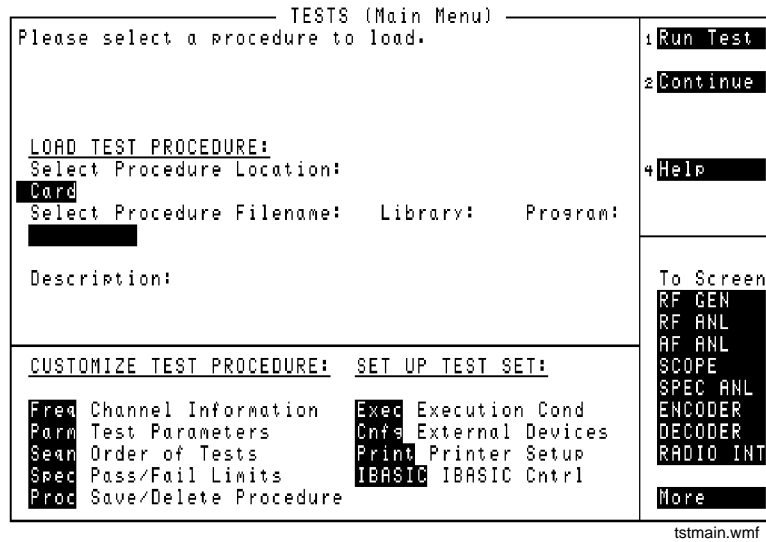 TESTS (Main Menu)
Please select a procedure to load.
LOAD TEST PROCEDURE:
Select Procedure Location:
Card
Select Procedure Filename: Library: Program:
Description:
CUSTOMIZE TEST PROCEDURE:
Freq Channel Information
Parm Test Parameters
Seqn Order of Tests
Spec Pass/Fail Limits
Proc Save/Delete Procedure
SET UP TEST SET:
Exec Execution Cond
Cnfg External Devices
Print Printer Setup
IBASIC IBASIC Cntrl
1 Run Test
2 Continue
4 Help
To Screen
RF GEN
RF ANL
AF ANL
SCOPE
SPEC ANL
ENCODER
DECODER
RADIO INT
More
tstmain.wmf